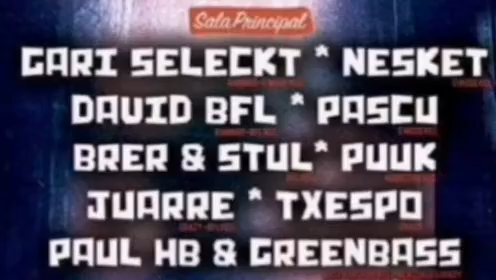 Sala Principal
GARI SELECKT * NESKET
DAVID BFL * PASCU
BRER & STUL * PUUK
JUARRE * TXESPO
PAUL HB & GREENBASS